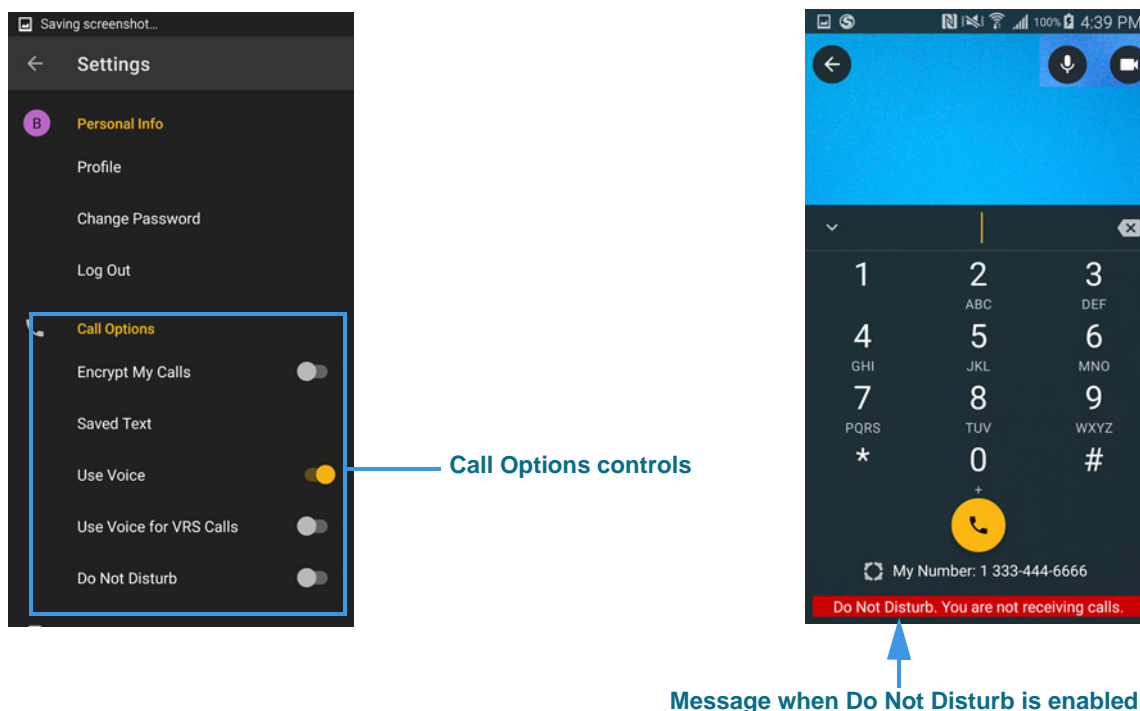 Saving screenshot...
Settings
B
Personal Info
Profile
Change Password
Log Out
Call Options
Encrypt My Calls
Saved Text
Use Voice
Use Voice for VRS Calls
Do Not Disturb
Call Options controls
100% 4:39 PM
1 2 3
ABC DEF
4 5 6
GHI JKL MNO
7 8 9
PQRS TUV WXYZ
* 0 #
+
My Number: 1 333-444-6666
Do Not Disturb. You are not receiving calls.
Message when Do Not Disturb is enabled